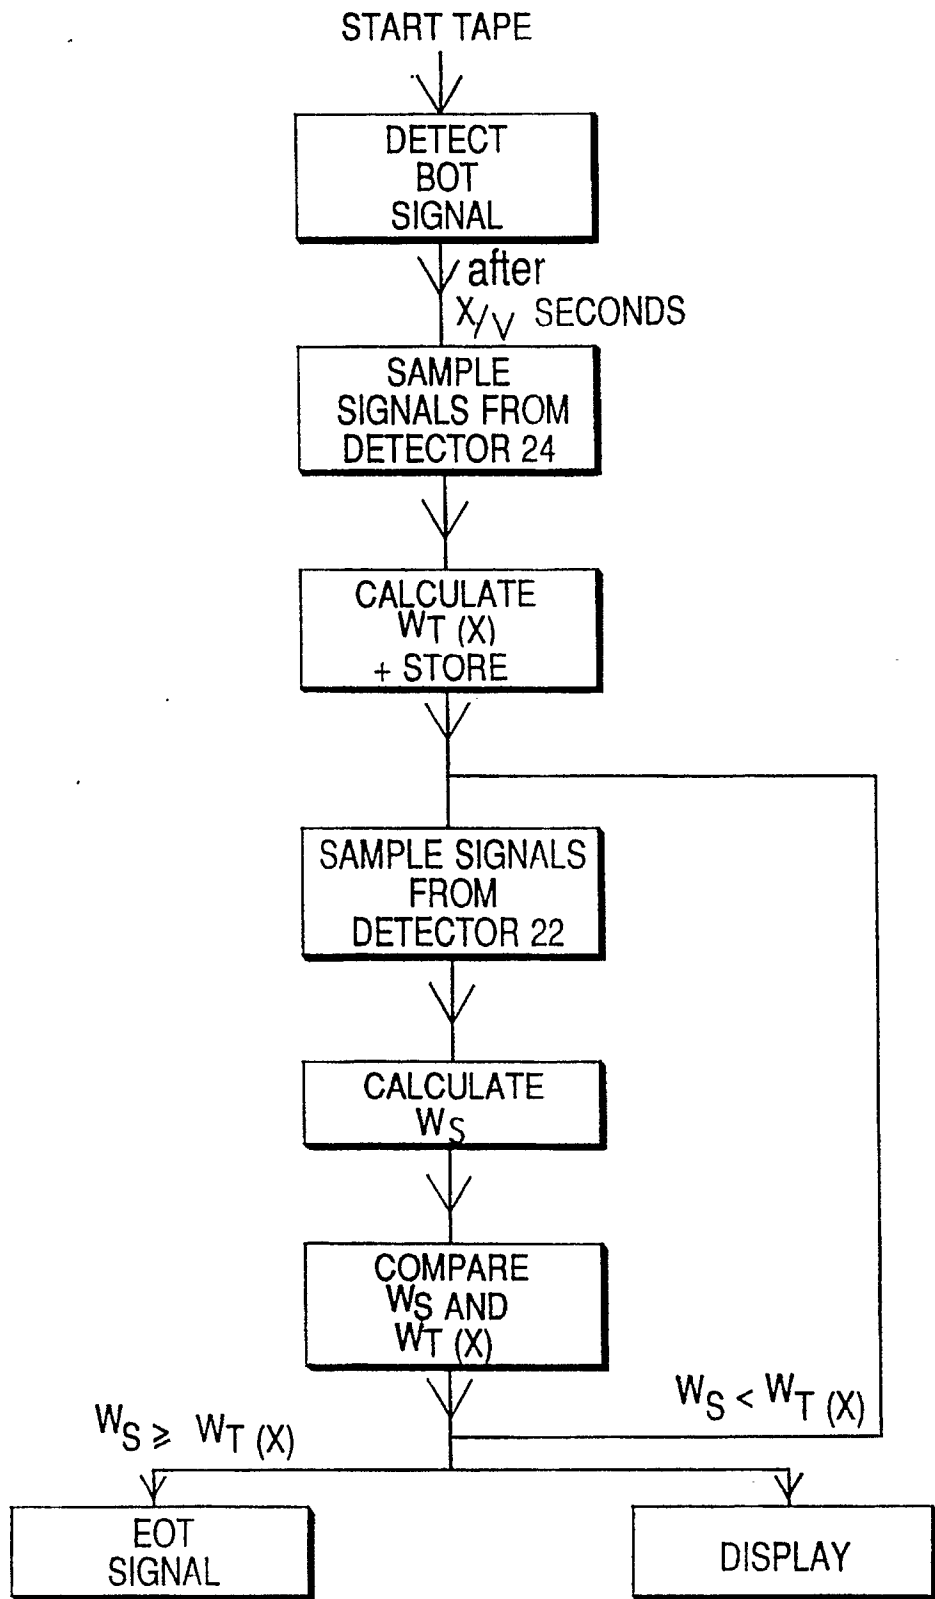 START TAPE
DETECT
BOT
SIGNAL
after
X/V SECONDS
SAMPLE
SIGNALS FROM
DETECTOR 24
CALCULATE
WT (X)
+ STORE
SAMPLE SIGNALS
FROM
DETECTOR 22
CALCULATE
WS
COMPARE
WS AND
WT (X)
WS < WT (X)
WS ⩾ WT (X)
EOT
SIGNAL
DISPLAY